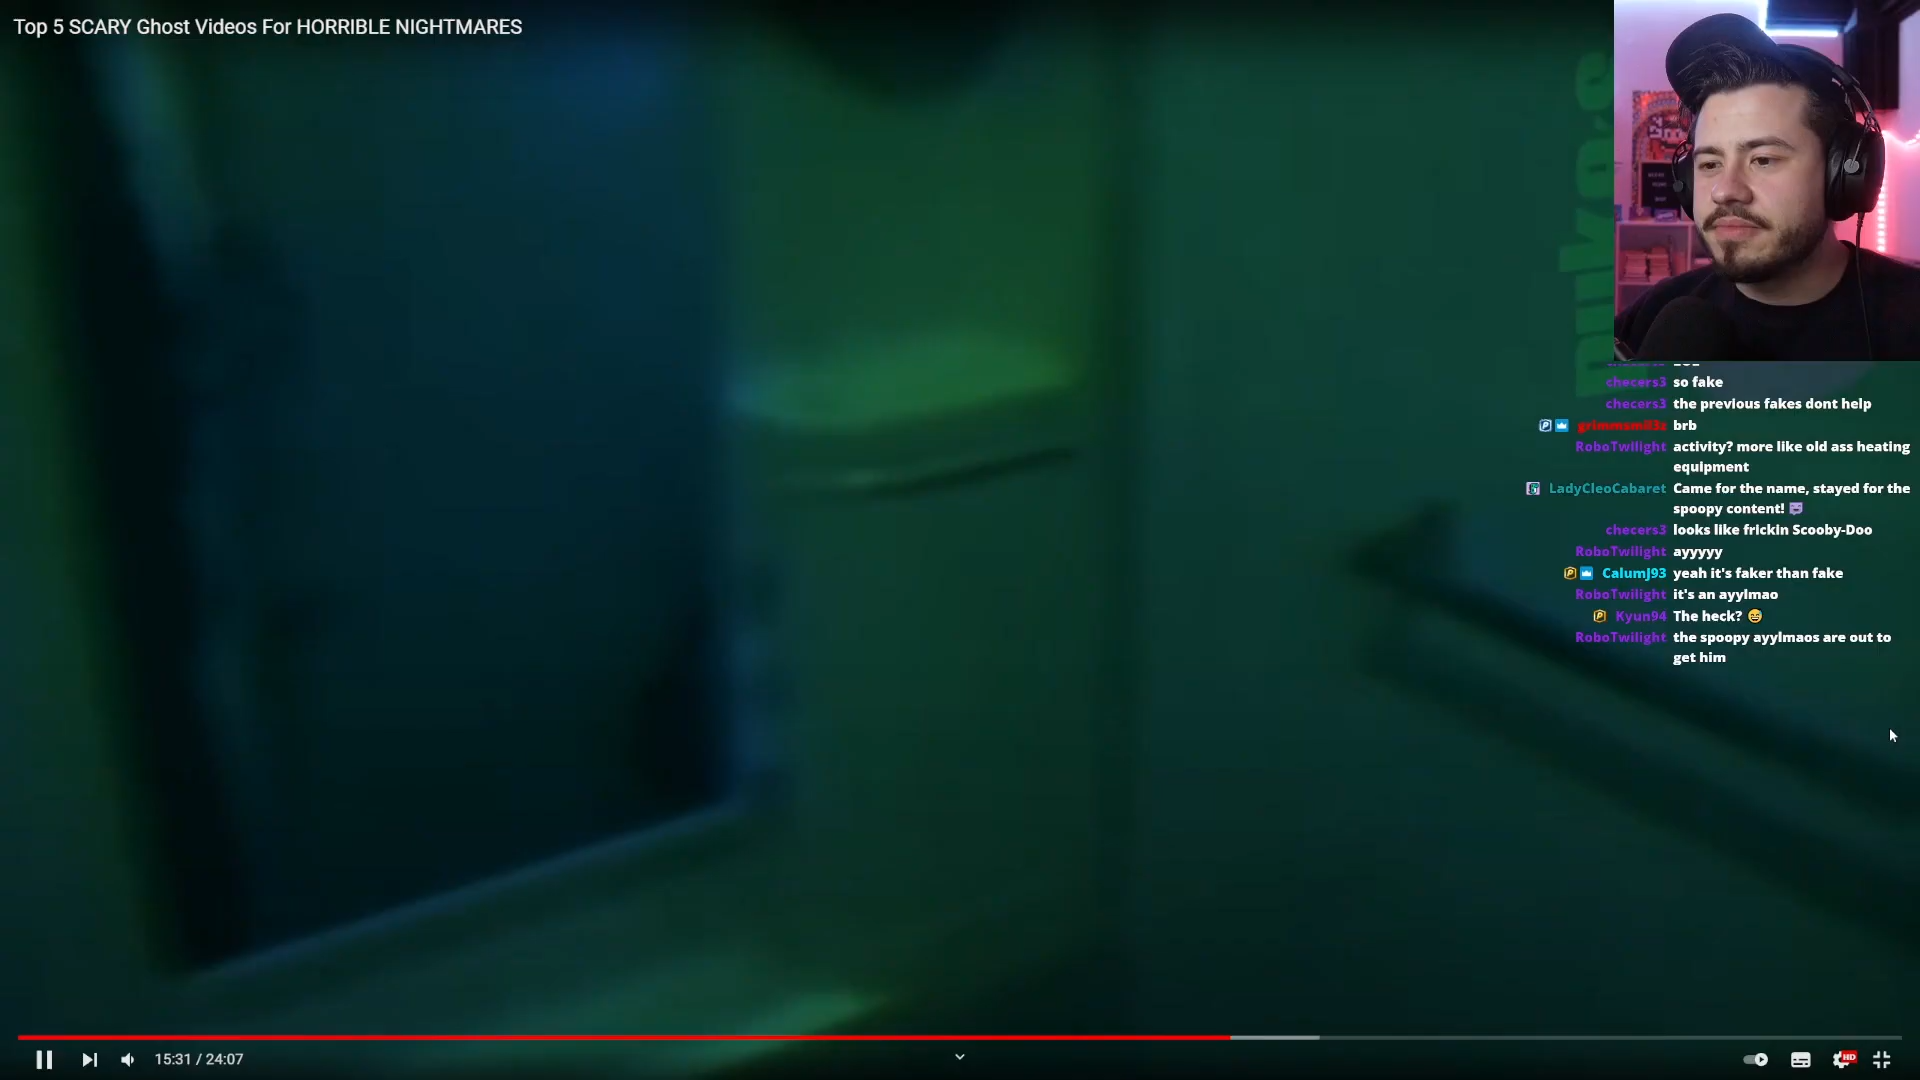 Top 5 SCARY Ghost Videos For HORRIBLE NIGHTMARES
checers3 so fake
checers3 the previous fakes dont help
grimmsmil3z brb
RoboTwilight activity? more like old ass heating
equipment
LadyCleoCabaret Came for the name, stayed for the
spoopy content!
checers3 looks like frickin Scooby-Doo
RoboTwilight ayyyyy
CalumJ93 yeah it's faker than fake
RoboTwilight it's an ayylmao
Kyun94 The heck? 😅
RoboTwilight the spoopy ayylmaos are out to
get him
15:31 / 24:07
HD